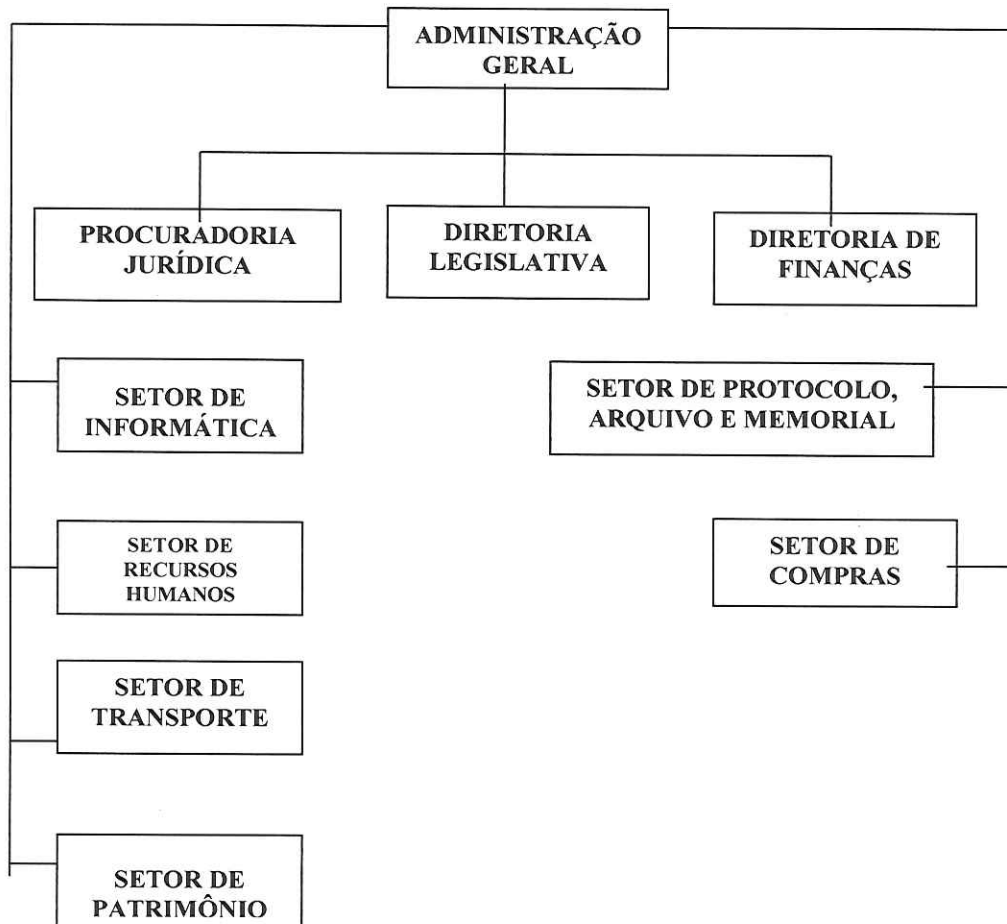 ADMINISTRAÇÃO
GERAL
PROCURADORIA
JURÍDICA
DIRETORIA
LEGISLATIVA
DIRETORIA DE
FINANÇAS
SETOR DE
INFORMÁTICA
SETOR DE PROTOCOLO,
ARQUIVO E MEMORIAL
SETOR DE
RECURSOS
HUMANOS
SETOR DE
COMPRAS
SETOR DE
TRANSPORTE
SETOR DE
PATRIMÔNIO